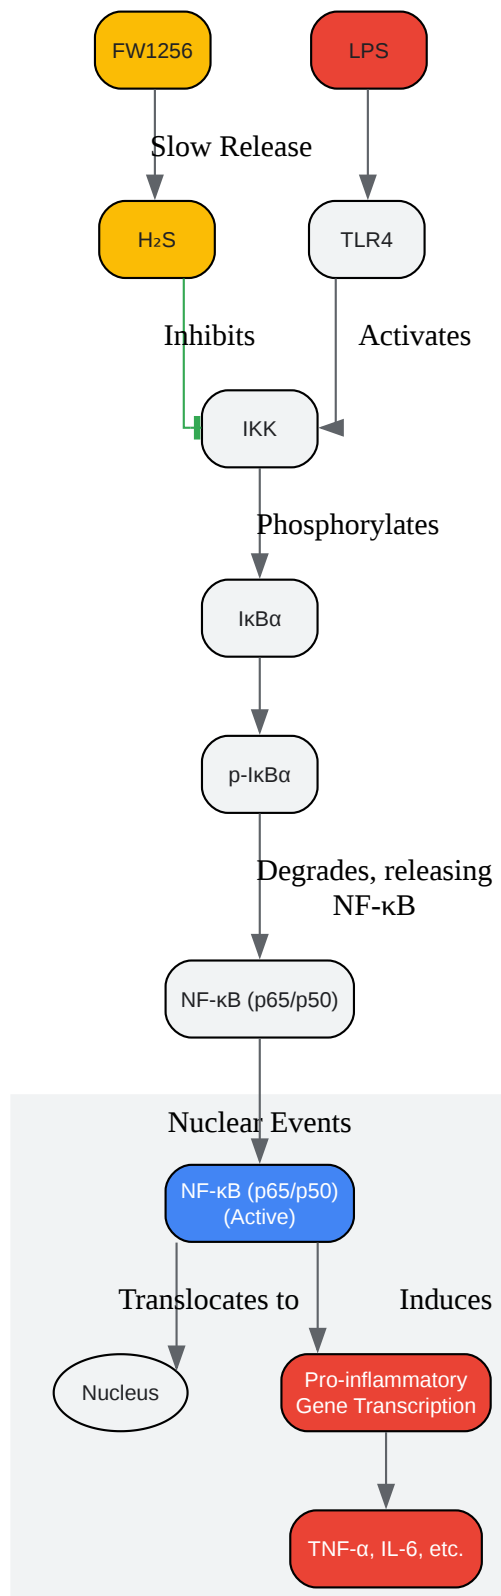 FW1256
LPS
Slow Release
H₂S
TLR4
Inhibits
Activates
IKK
Phosphorylates
IκBα
p-IκBα
Degrades, releasing
NF-κB
NF-κB (p65/p50)
Nuclear Events
NF-κB (p65/p50)
(Active)
Translocates to
Induces
Nucleus
Pro-inflammatory
Gene Transcription
TNF-α, IL-6, etc.